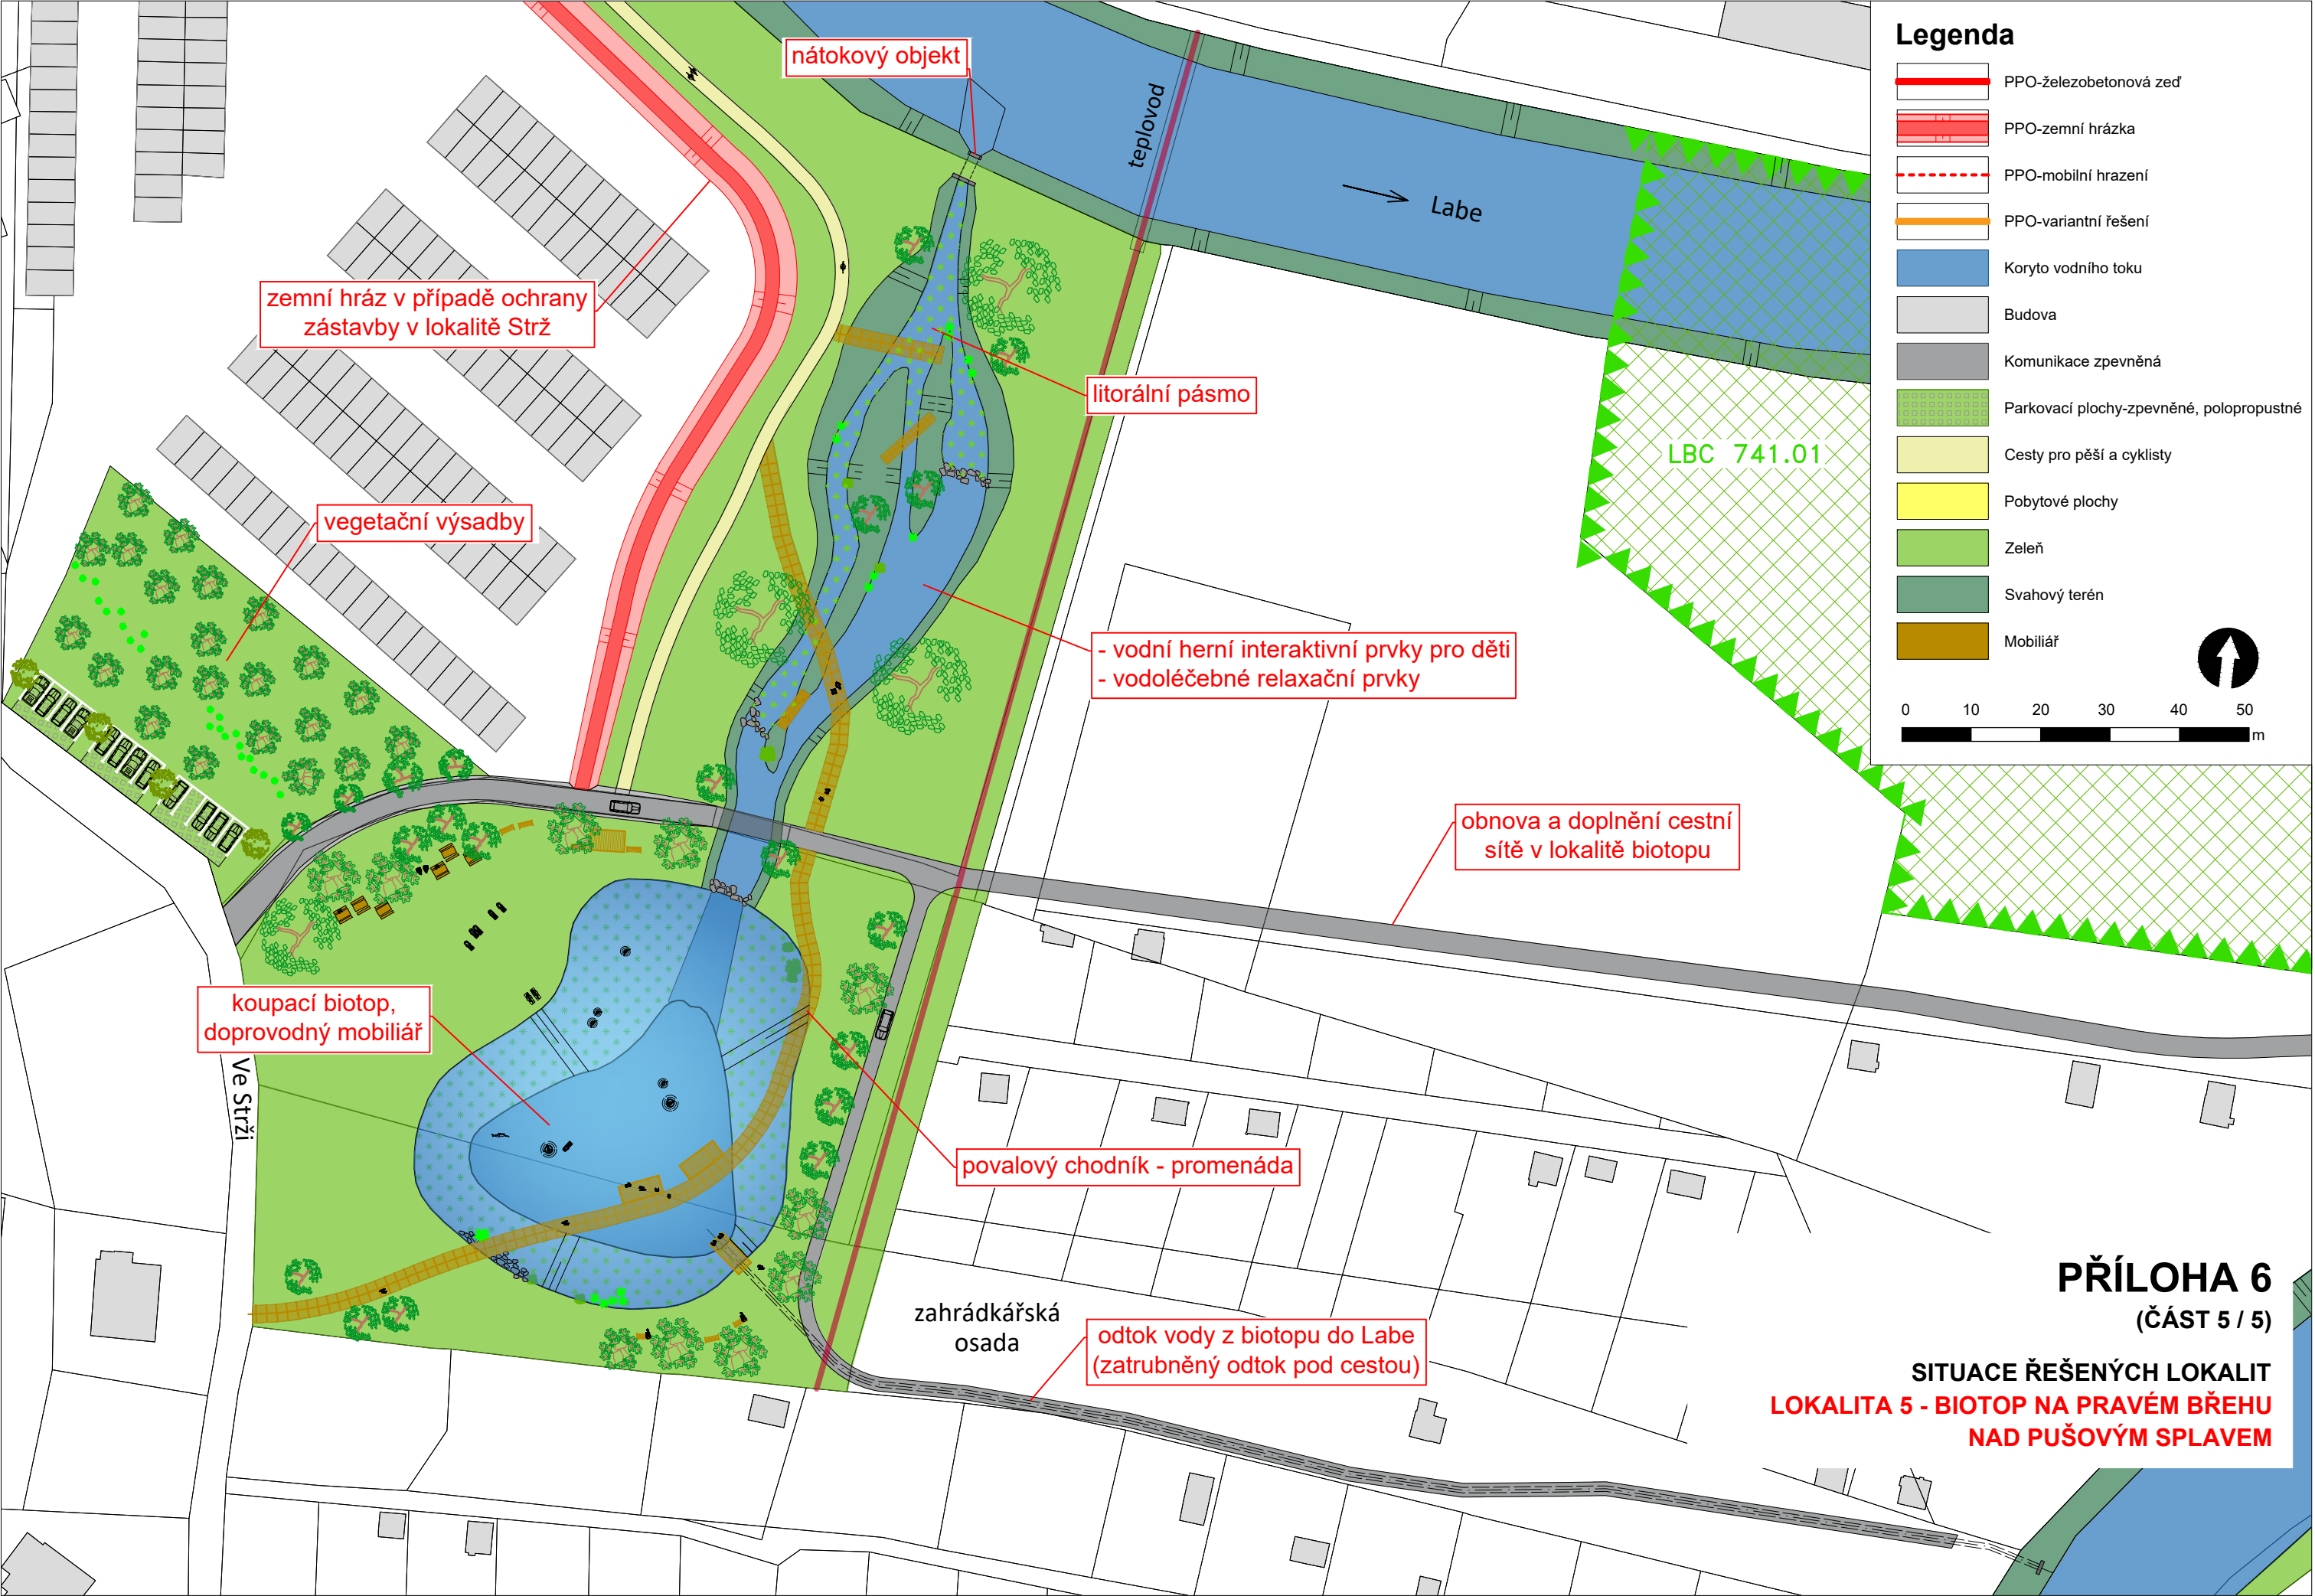 nátokový objekt
teplovod
Labe
zemní hráz v případě ochrany
zástavby v lokalitě Strž
litorální pásmo
vegetační výsadby
LBC 741.01
- vodní herní interaktivní prvky pro děti
- vodoléčebné relaxační prvky
obnova a doplnění cestní
sítě v lokalitě biotopu
koupací biotop,
doprovodný mobiliář
Ve Strži
povalový chodník - promenáda
zahrádkářská
osada
odtok vody z biotopu do Labe
(zatrubněný odtok pod cestou)
Legenda
PPO-železobetonová zeď
PPO-zemní hrázka
PPO-mobilní hrazení
PPO-variantní řešení
Koryto vodního toku
Budova
Komunikace zpevněná
Parkovací plochy-zpevněné, polopropustné
Cesty pro pěší a cyklisty
Pobytové plochy
Zeleň
Svahový terén
Mobiliář
0 10 20 30 40 50
m
PŘÍLOHA 6
(ČÁST 5 / 5)
SITUACE ŘEŠENÝCH LOKALIT
LOKALITA 5 - BIOTOP NA PRAVÉM BŘEHU
NAD PUŠOVÝM SPLAVEM